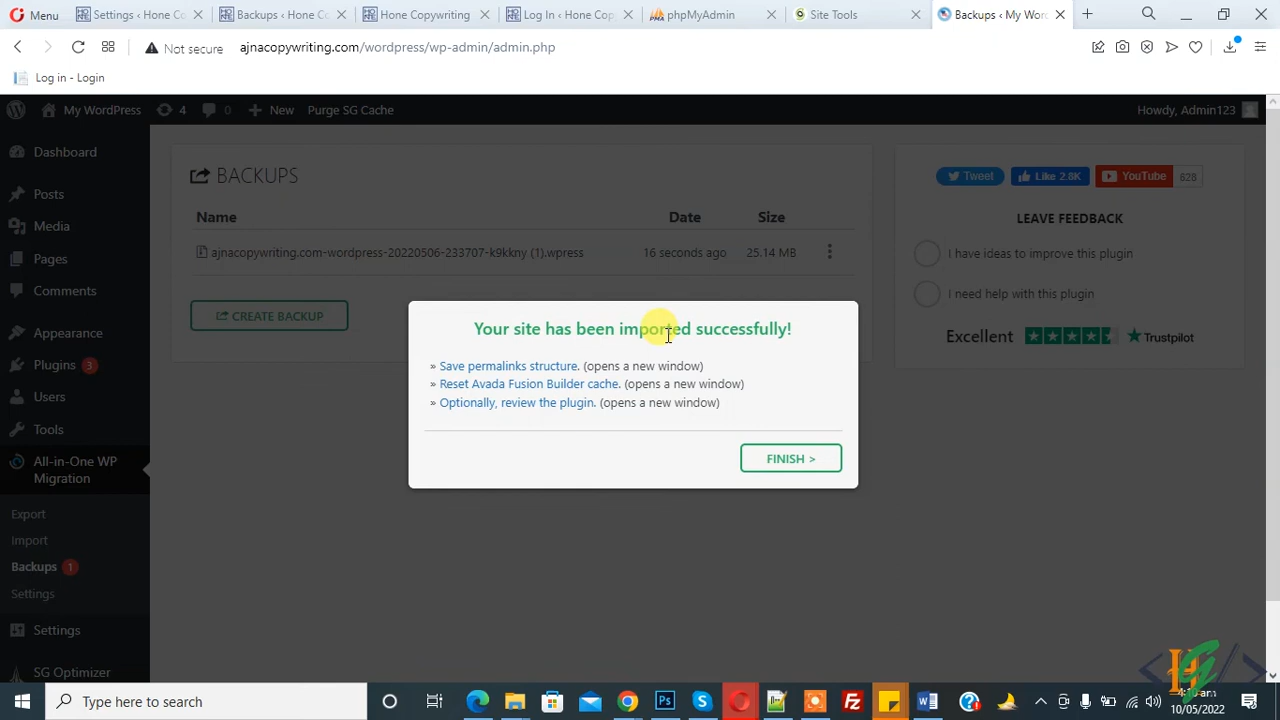 Menu
Settings ‹ Hone Co
Backups ‹ Hone C
Hone Copywriting
Log In ‹ Hone Cop
PMA phpMyAdmin
Site Tools
Backups ‹ My Wor
Not secure ajnacopywriting.com/wordpress/wp-admin/admin.php
Log in - Login
My WordPress 4 0 New Purge SG Cache Howdy, Admin123
Dashboard
Posts
Media
Pages
Comments
Appearance
Plugins 3
Users
Tools
All-in-One WP
Migration
Export
Import
Backups 1
Settings
Settings
SG Optimizer
BACKUPS
Name Date Size
ajnacopywriting.com-wordpress-20220506-233707-k9kkny (1).wpress 16 seconds ago 25.14 MB
CREATE BACKUP
Your site has been imported successfully!
» Save permalinks structure. (opens a new window)
» Reset Avada Fusion Builder cache. (opens a new window)
» Optionally, review the plugin. (opens a new window)
FINISH >
Tweet Like 2.8K YouTube 628
LEAVE FEEDBACK
I have ideas to improve this plugin
I need help with this plugin
Excellent Trustpilot
Type here to search
10/05/2022